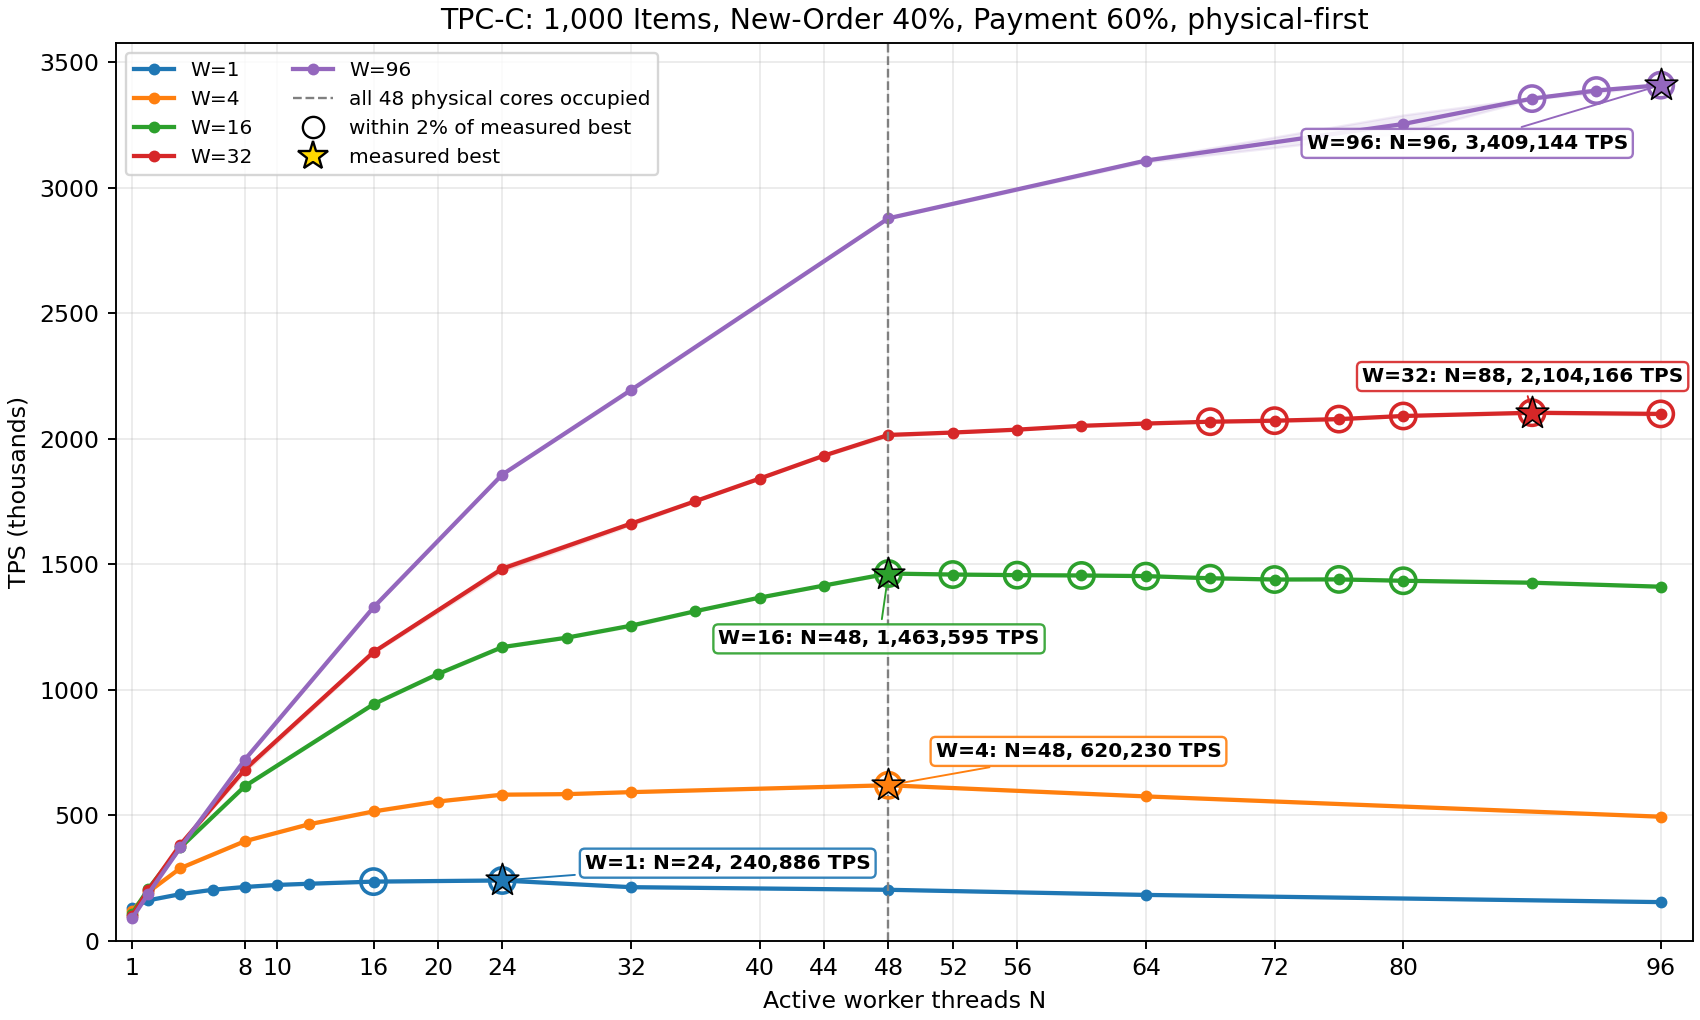 TPC-C: 1,000 Items, New-Order 40%, Payment 60%, physical-first
W=1
W=4
W=16
W=32
W=96
all 48 physical cores occupied
within 2% of measured best
measured best
TPS (thousands)
3500
3000
2500
2000
1500
1000
500
0
W=96: N=96, 3,409,144 TPS
W=32: N=88, 2,104,166 TPS
W=16: N=48, 1,463,595 TPS
W=4: N=48, 620,230 TPS
W=1: N=24, 240,886 TPS
1 8 10 16 20 24 32 40 44 48 52 56 64 72 80 96
Active worker threads N